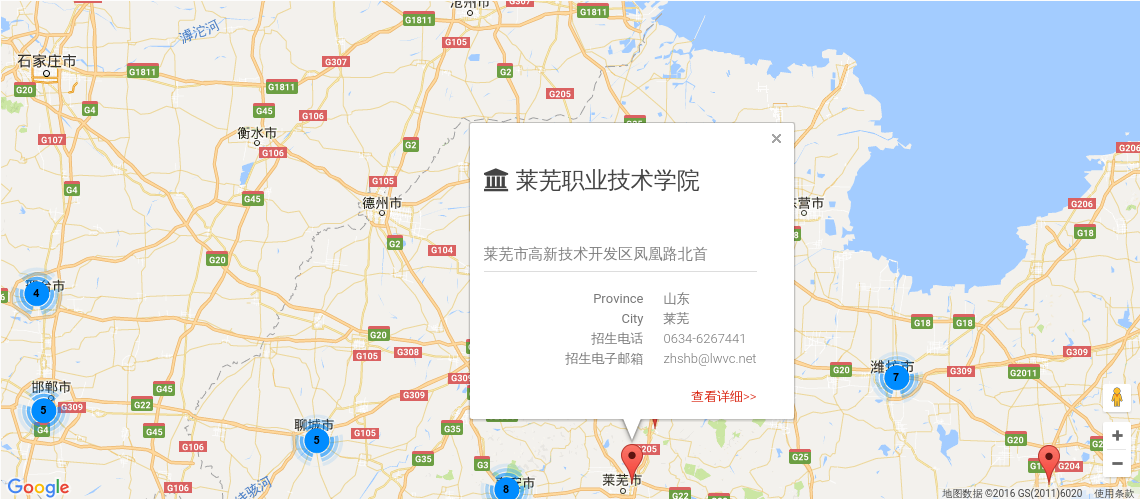 沧州市
G307
G1811
滹沱河
G105
石家庄市
G307
G1811
G2
G1811
G20
G205
G4
G45
G106
G25
衡水市
G107
G106
G2
G206
莱芜职业技术学院
G105
G4
G45
德州市
G206
东营市
G18
G2
莱芜市高新技术开发区凤凰路北首
G104
G20
4
Province 山东
City 莱芜
G18
G18
招生电话 0634-6267441
G20
招生电子邮箱 zhshb@lwvc.net
G105
G308
G309
G20
潍坊市
7
G309
G2011
G309
邯郸市
G45
查看详细>>
G309
G22
5
G309
G4
聊城市
5
G45
G105
G35
G205
G20
G35
G3
G25
莱芜市
G204
8
G341
G105
G22
Google
地图数据 ©2016 GS(2011)6020
使用条款